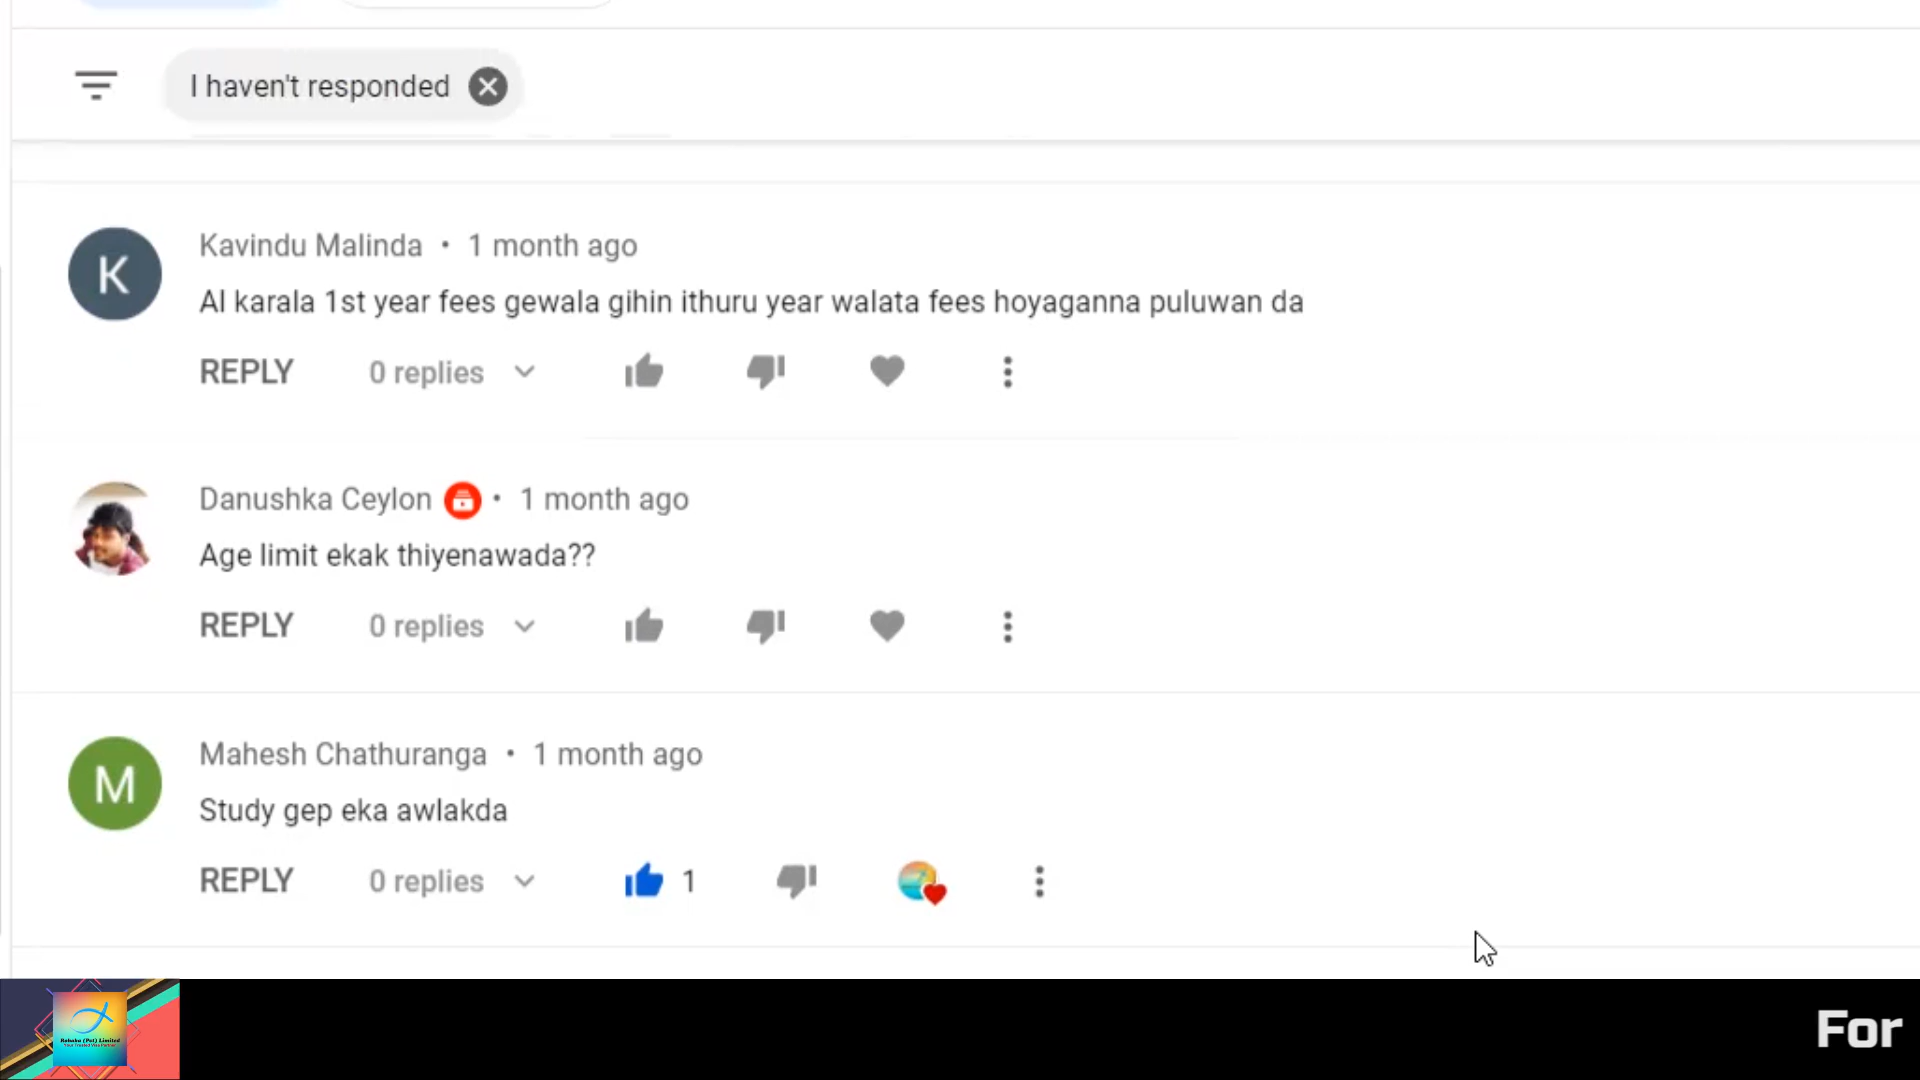 I haven't responded
K
Kavindu Malinda • 1 month ago
Al karala 1st year fees gewala gihin ithuru year walata fees hoyaganna puluwan da
REPLY 0 replies
Danushka Ceylon • 1 month ago
Age limit ekak thiyenawada??
REPLY 0 replies
M
Mahesh Chathuranga • 1 month ago
Study gep eka awlakda
REPLY 0 replies 1
For